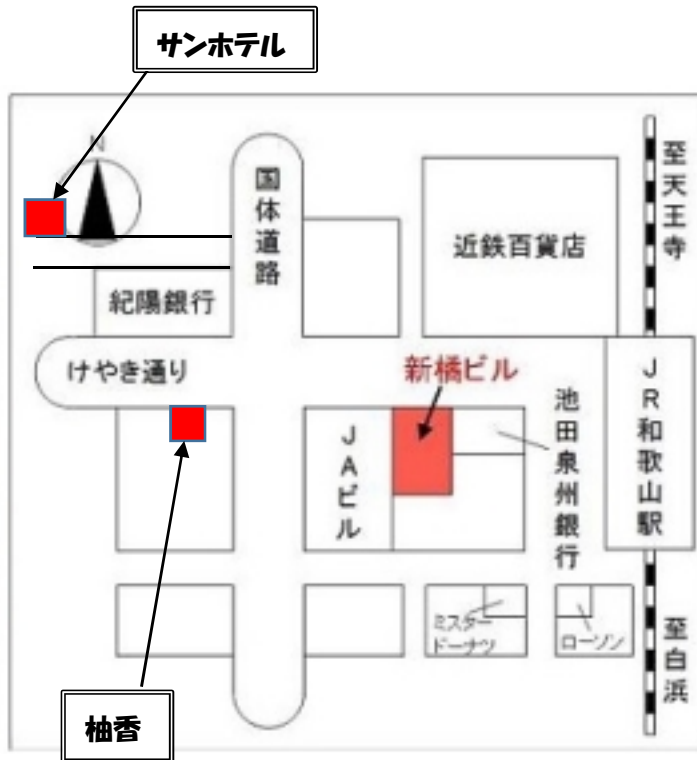 サンホテル
N
国体道路
至天王寺
近鉄百貨店
紀陽銀行
けやき通り
新橋ビル
JR和歌山駅
池田泉州銀行
JAビル
ミスター
ドーナツ
ローソン
至白浜
柚香